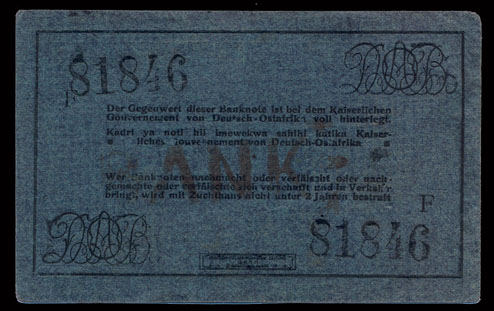 81846
DOAB
Der Gegenwert dieser Banknote ist bei dem Kaiserlichen
Gouvernement von Deutsch-Ostafrika voll hinterlegt.
Kadri ya noti hii imewekwa sahihi katika Kaiser-
liches Gouvernement von Deutsch-Ostafrika
Wer Banknoten nachmacht oder verfälscht oder nach-
gemachte oder verfälschte sich verschafft und in Verkehr
bringt, wird mit Zuchthaus nicht unter 2 Jahren bestraft
F
DOAB
81846